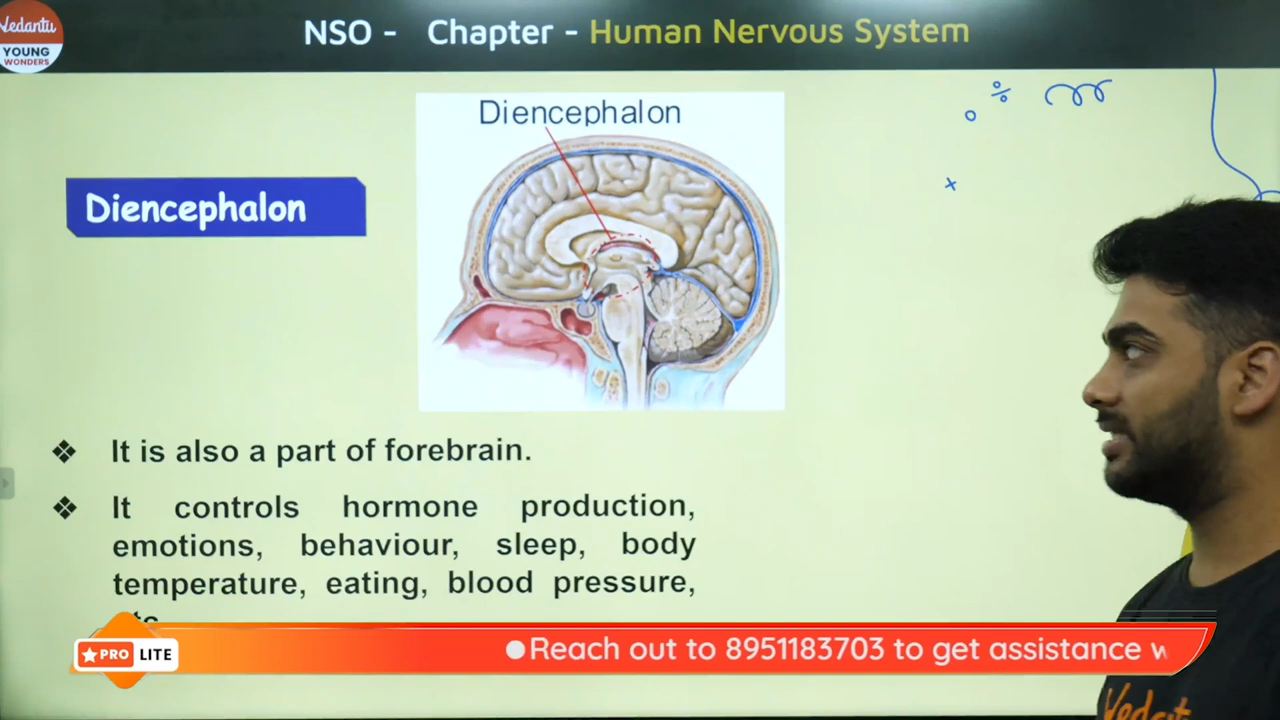 Vedantu
YOUNG
WONDERS
NSO - Chapter - Human Nervous System
Diencephalon
Diencephalon
❖ It is also a part of forebrain.
❖ It controls hormone production,
emotions, behaviour, sleep, body
temperature, eating, blood pressure,
PRO LITE
Reach out to 8951183703 to get assistance